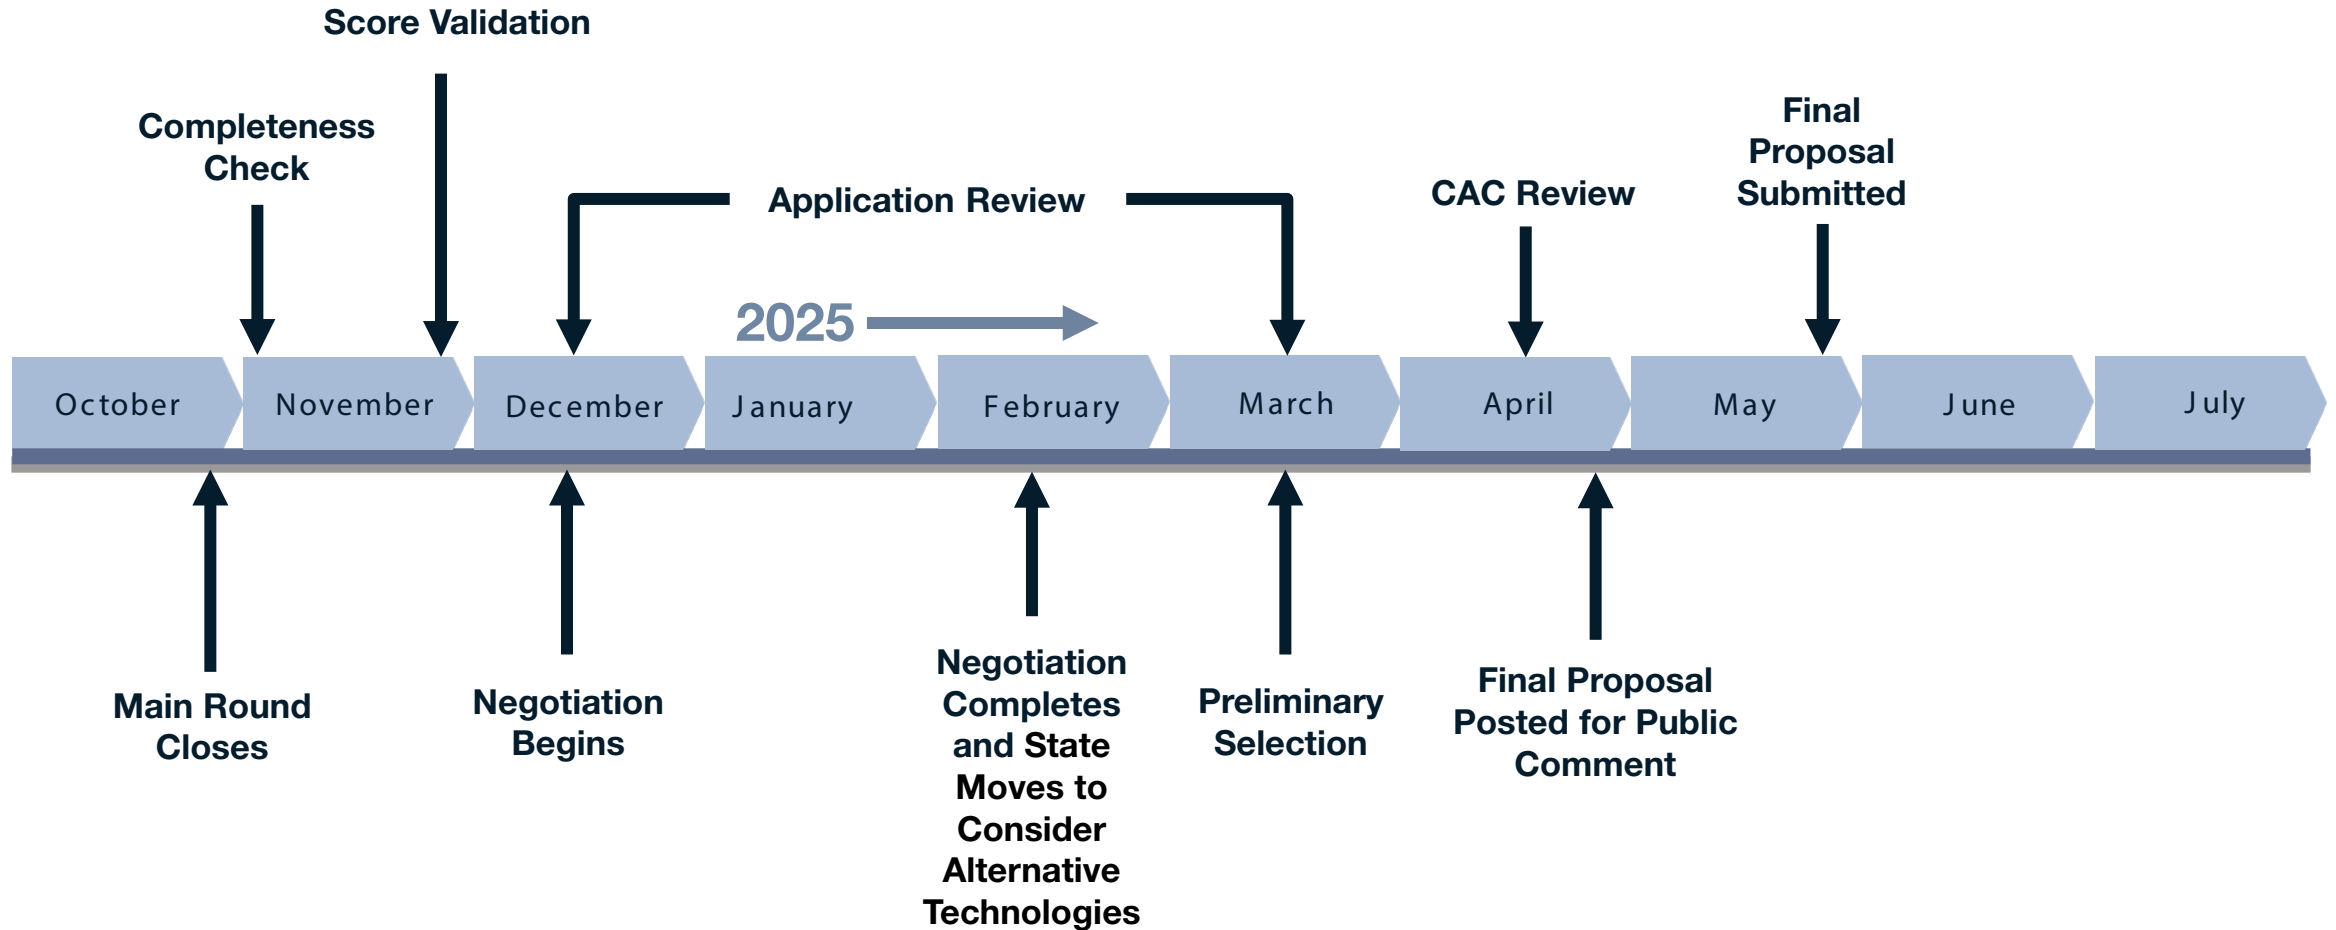 Score Validation
Completeness
Check
Final
Proposal
Submitted
Application Review
CAC Review
2025
October
November
December
January
February
March
April
May
June
July
Main Round
Closes
Negotiation
Begins
Negotiation
Completes
and State
Moves to
Consider
Alternative
Technologies
Preliminary
Selection
Final Proposal
Posted for Public
Comment